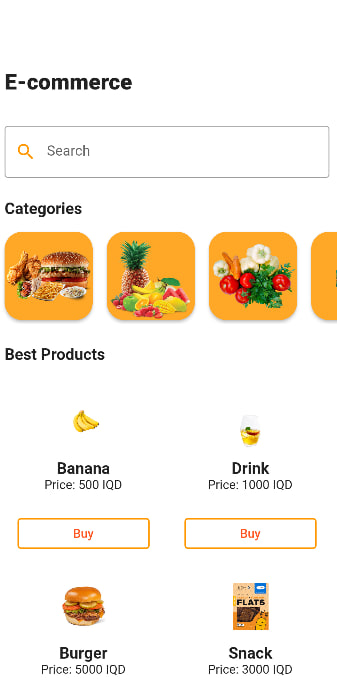 E-commerce
Search
Categories
Best Products
Banana
Price: 500 IQD
Drink
Price: 1000 IQD
Buy
Buy
FLATS
Burger
Price: 5000 IQD
Snack
Price: 3000 IQD